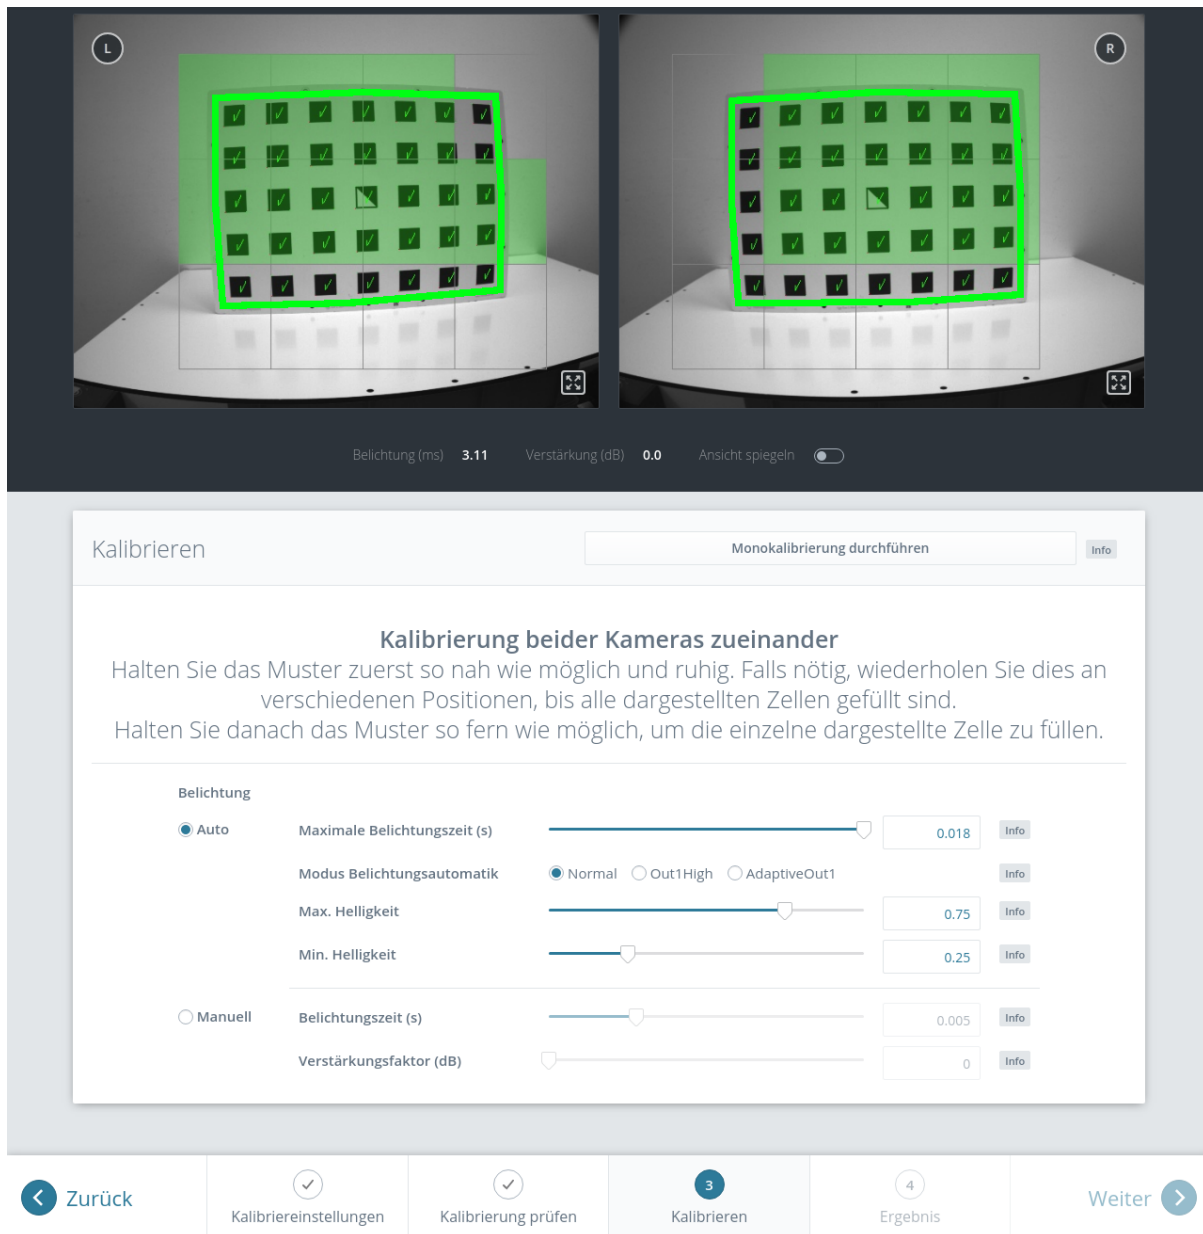 L
R
Belichtung (ms) 3.11 Verstärkung (dB) 0.0 Ansicht spiegeln
Kalibrieren
Monokalibrierung durchführen
Info
Kalibrierung beider Kameras zueinander
Halten Sie das Muster zuerst so nah wie möglich und ruhig. Falls nötig, wiederholen Sie dies an
verschiedenen Positionen, bis alle dargestellten Zellen gefüllt sind.
Halten Sie danach das Muster so fern wie möglich, um die einzelne dargestellte Zelle zu füllen.
Belichtung
Auto
Maximale Belichtungszeit (s) 0.018 Info
Modus Belichtungsautomatik Normal Out1High AdaptiveOut1 Info
Max. Helligkeit 0.75 Info
Min. Helligkeit 0.25 Info
Manuell
Belichtungszeit (s) 0.005 Info
Verstärkungsfaktor (dB) 0 Info
Zurück
Kalibriereinstellungen
Kalibrierung prüfen
3
Kalibrieren
4
Ergebnis
Weiter